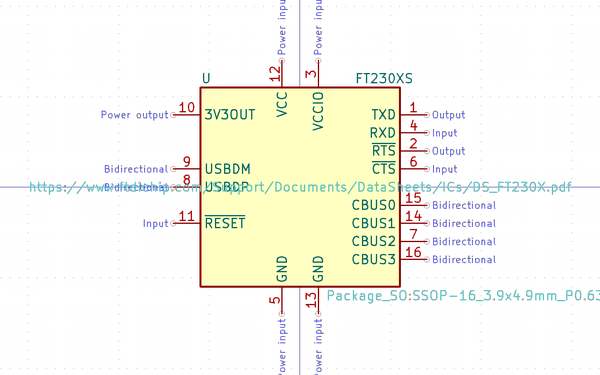 Power input
Power input
12
3
U
FT230XS
VCC
VCCIO
Power output 10 3V3OUT
TXD 1 Output
RXD 4 Input
RTS 2 Output
CTS 6 Input
Bidirectional 9 USBDM
Bidirectional 8 USBDP
https://www.ftdichip.com/Support/Documents/DataSheets/ICs/DS_FT230X.pdf
CBUS0 15 Bidirectional
Input 11 RESET
CBUS1 14 Bidirectional
CBUS2 7 Bidirectional
CBUS3 16 Bidirectional
GND
GND
5
13
Package_SO:SSOP-16_3.9x4.9mm_P0.63
Power input
Power input